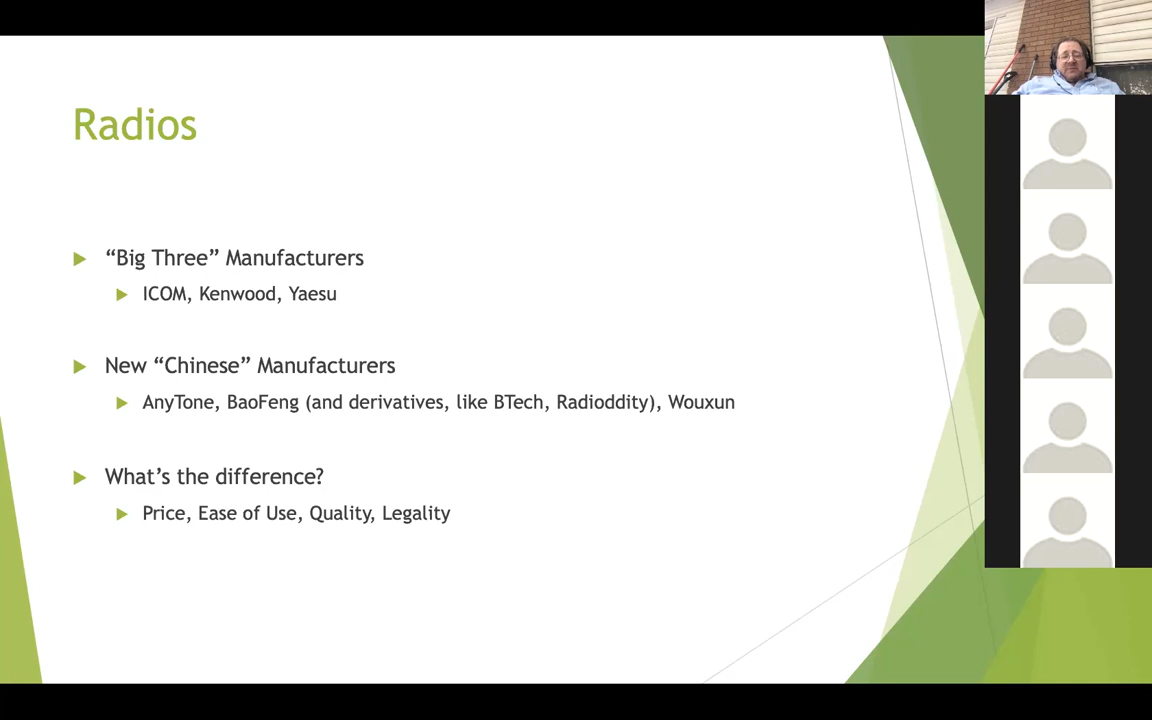 Radios
“Big Three” Manufacturers
ICOM, Kenwood, Yaesu
New “Chinese” Manufacturers
AnyTone, BaoFeng (and derivatives, like BTech, Radioddity), Wouxun
What’s the difference?
Price, Ease of Use, Quality, Legality